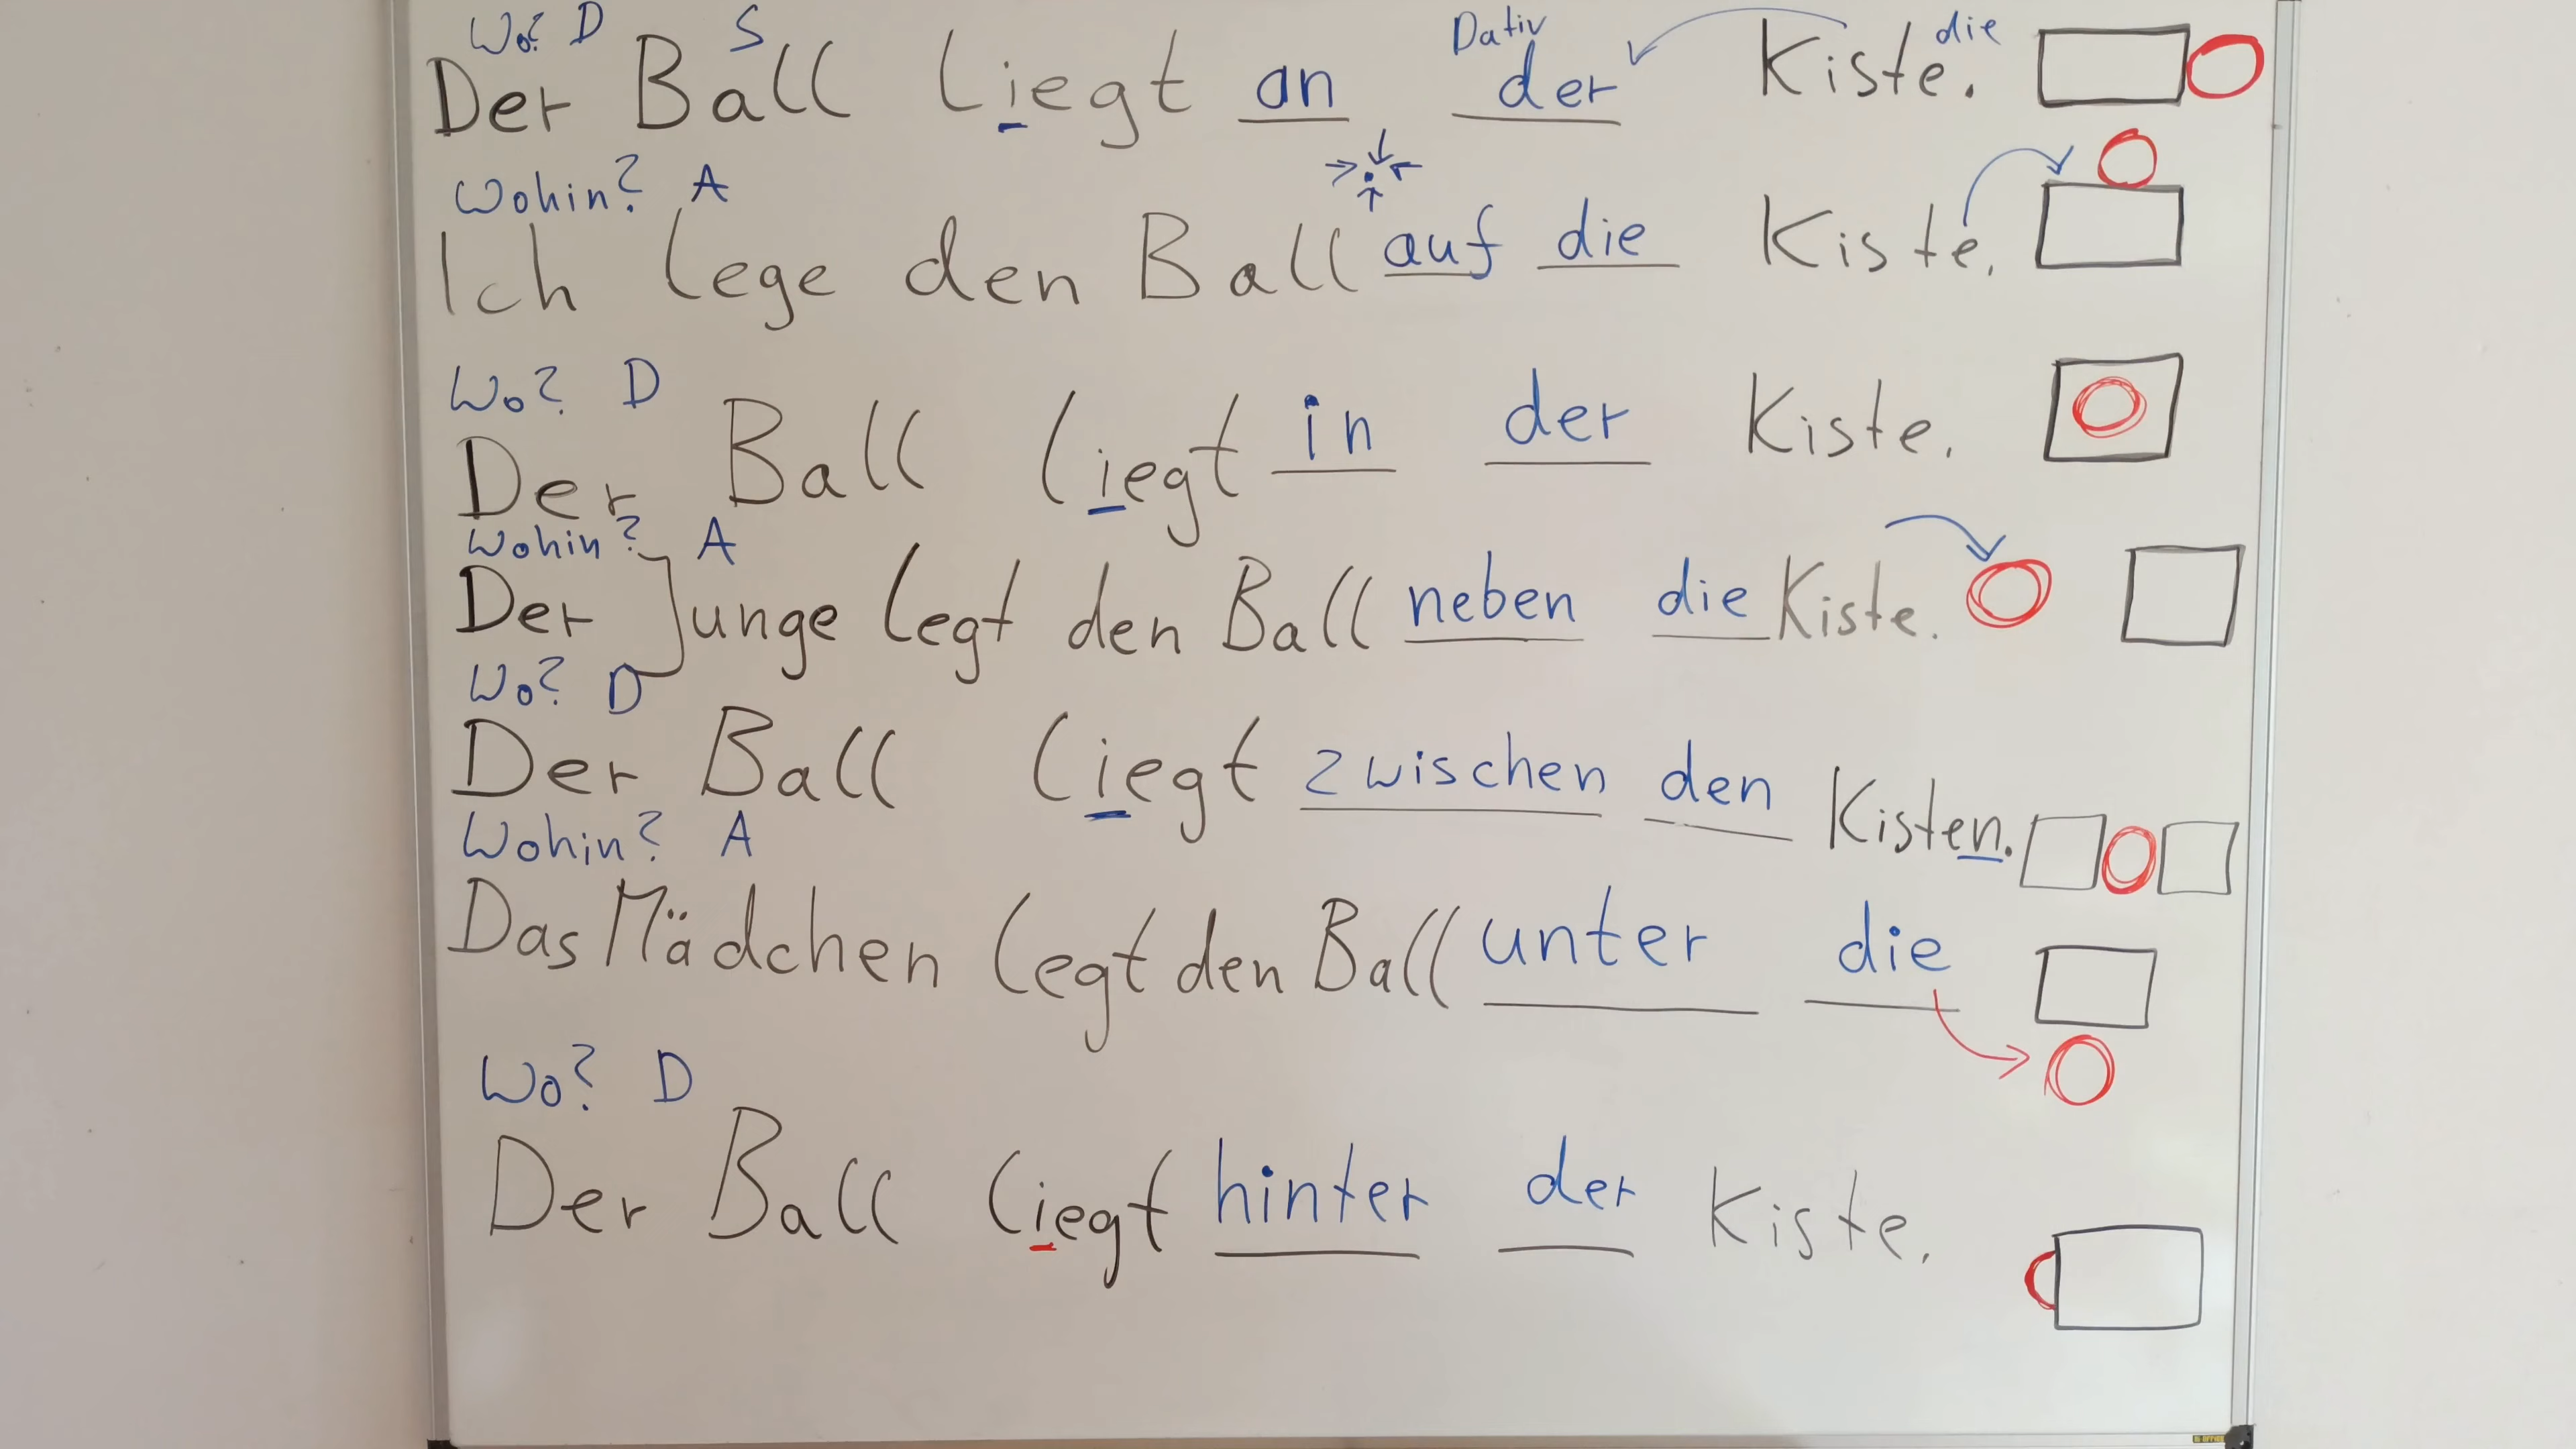 Wo? D S Dativ die
Der Ball liegt an der Kiste.
Wohin? A
Ich lege den Ball auf die Kiste.
Wo? D
Der Ball liegt in der Kiste.
Wohin? A
Der Junge legt den Ball neben die Kiste.
Wo? D
Der Ball liegt zwischen den Kisten.
Wohin? A
Das Mädchen legt den Ball unter die
Wo? D
Der Ball liegt hinter der Kiste.